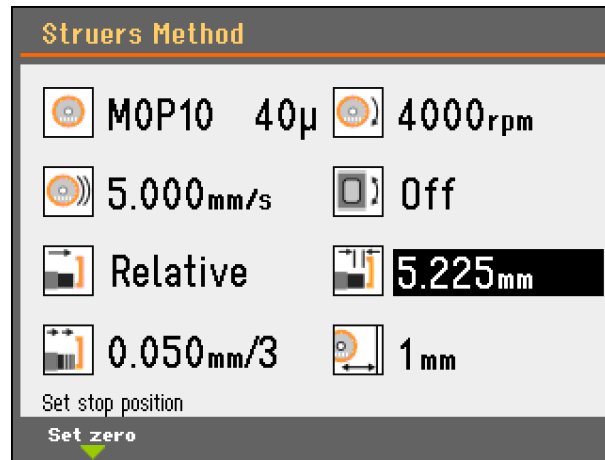 Struers Method
MOP10 40µ 4000rpm
5.000mm/s Off
Relative 5.225mm
0.050mm/3 1mm
Set stop position
Set zero